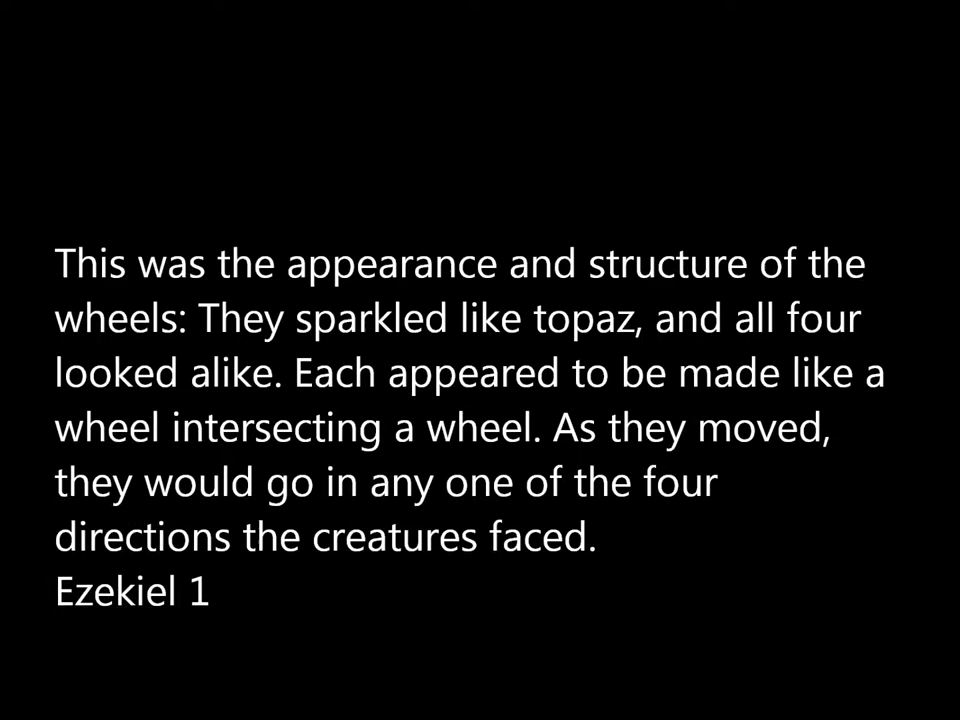 This was the appearance and structure of the
wheels: They sparkled like topaz, and all four
looked alike. Each appeared to be made like a
wheel intersecting a wheel. As they moved,
they would go in any one of the four
directions the creatures faced.
Ezekiel 1